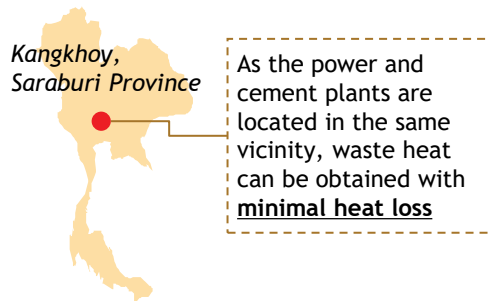 Kangkhoy,
Saraburi Province
As the power and
cement plants are
located in the same
vicinity, waste heat
can be obtained with
minimal heat loss